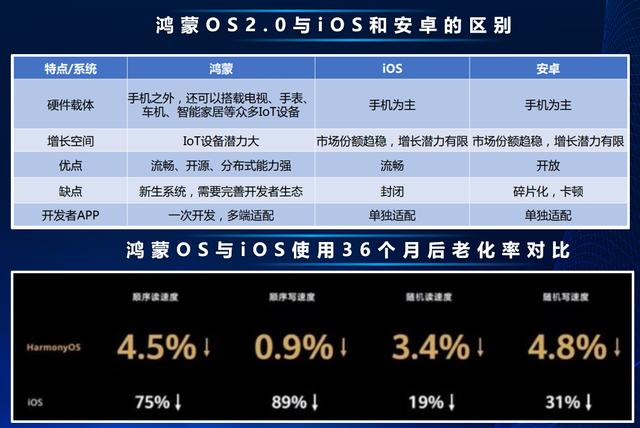 鸿蒙OS2.0与iOS和安卓的区别
特点/系统 鸿蒙 iOS 安卓
硬件载体 手机之外，还可以搭载电视、手表、 手机为主 手机为主
车机、智能家居等众多IoT设备
增长空间 IoT设备潜力大 市场份额趋稳，增长潜力有限 市场份额趋稳，增长潜力有限
优点 流畅、开源、分布式能力强 流畅 开放
缺点 新生系统，需要完善开发者生态 封闭 碎片化，卡顿
开发者APP 一次开发，多端适配 单独适配 单独适配
鸿蒙OS与iOS使用36个月后老化率对比
顺序读速度 顺序写速度 随机读速度 随机写速度
HarmonyOS 4.5%↓ 0.9%↓ 3.4%↓ 4.8%↓
iOS 75%↓ 89%↓ 19%↓ 31%↓